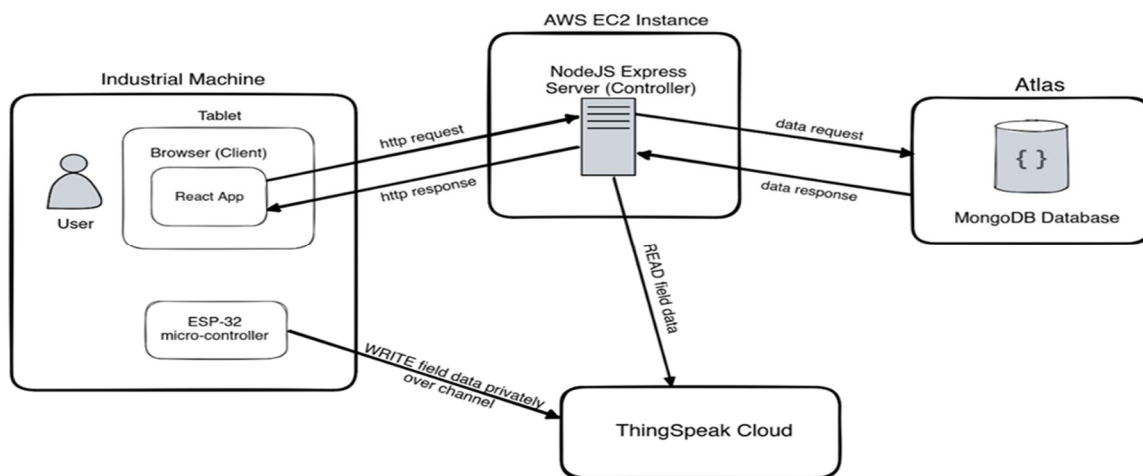 AWS EC2 Instance
NodeJS Express
Server (Controller)
Industrial Machine
Tablet
Browser (Client)
React App
User
ESP-32
micro-controller
http request
http response
data request
data response
Atlas
{ }
MongoDB Database
READ field data
WRITE field data privately
over channel
ThingSpeak Cloud